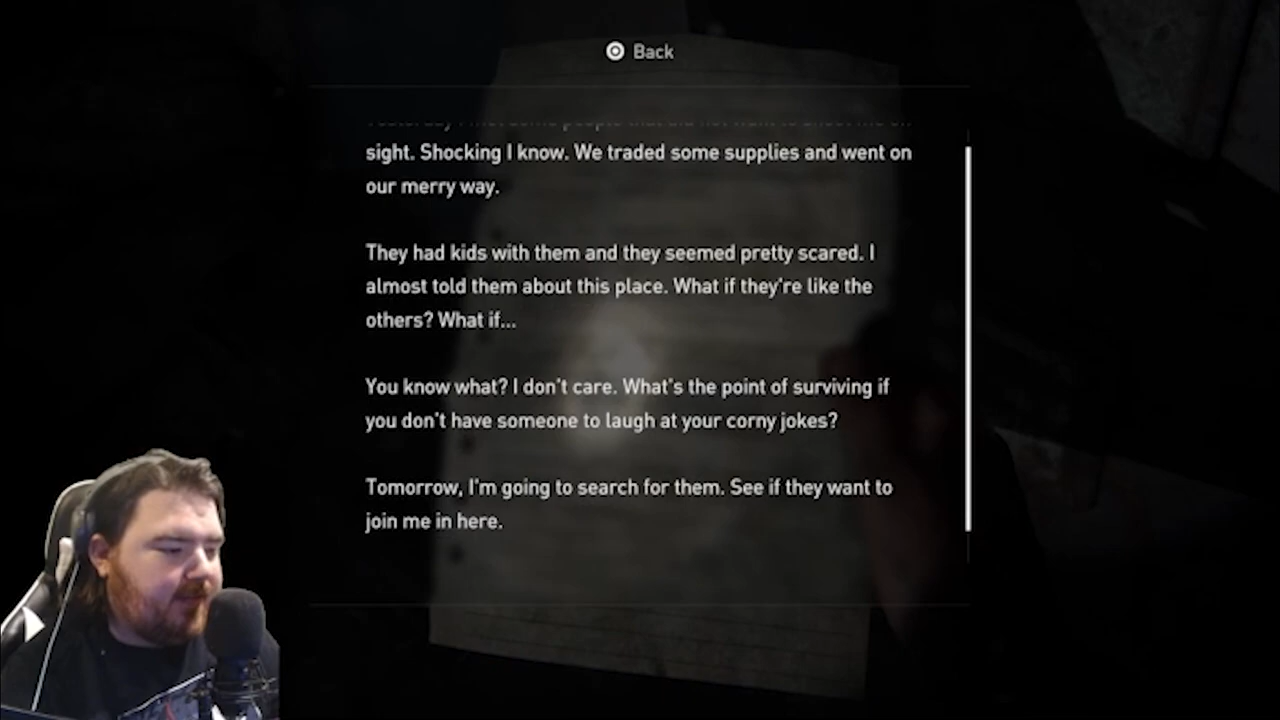 Back
sight. Shocking I know. We traded some supplies and went on
our merry way.
They had kids with them and they seemed pretty scared. I
almost told them about this place. What if they're like the
others? What if...
You know what? I don't care. What's the point of surviving if
you don't have someone to laugh at your corny jokes?
Tomorrow, I'm going to search for them. See if they want to
join me in here.